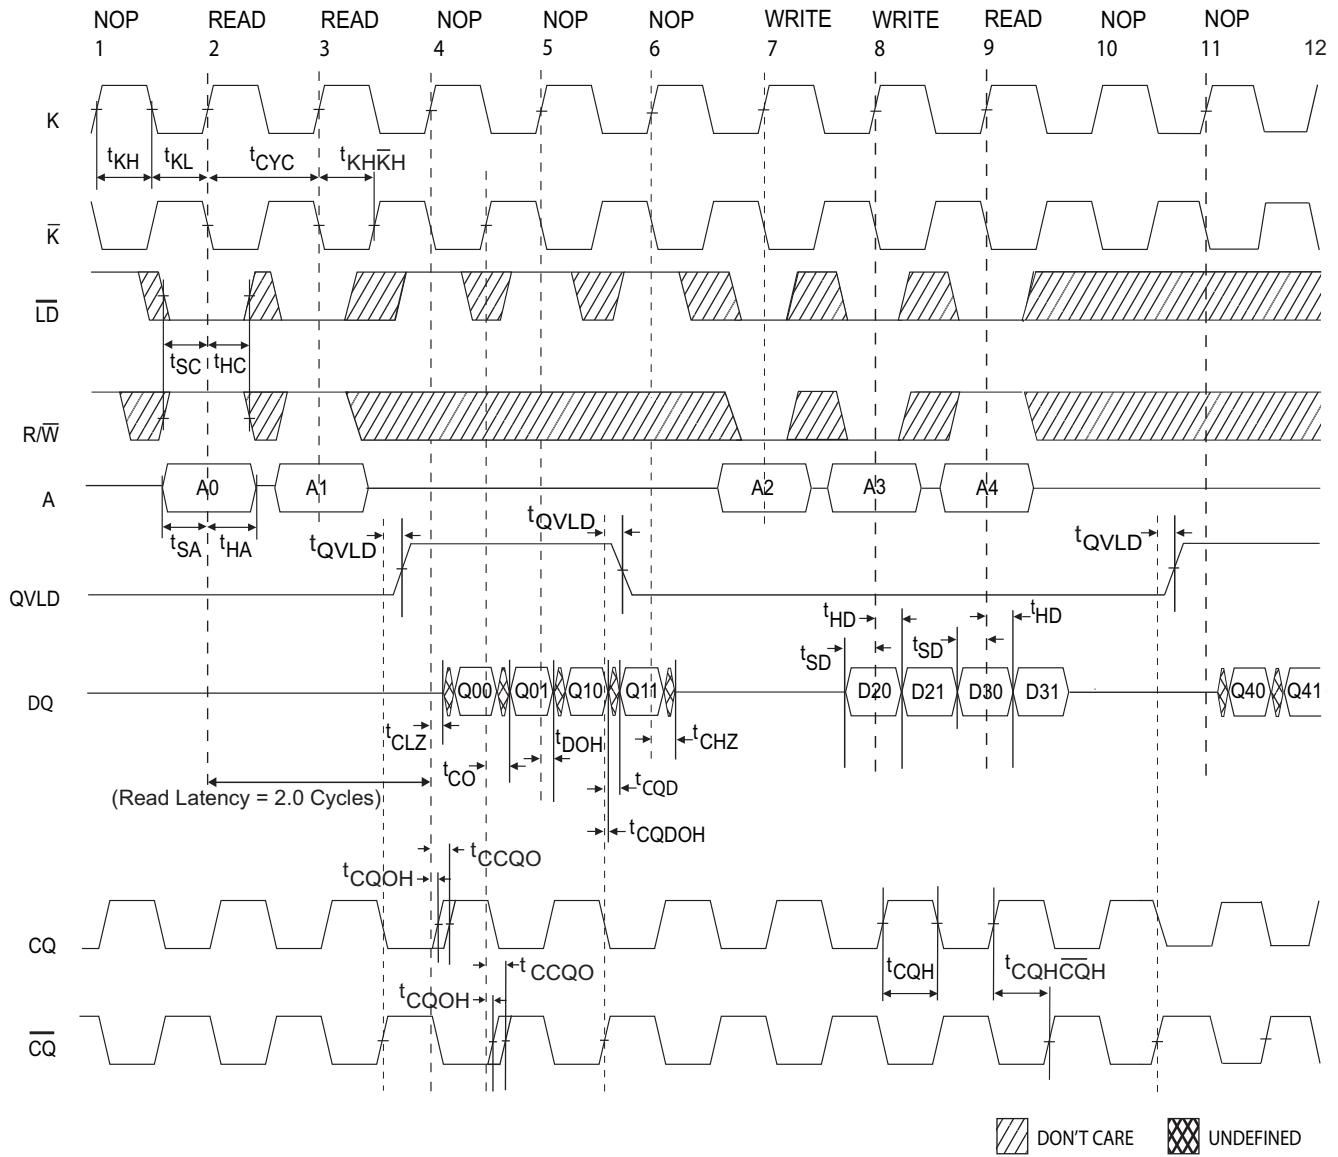 NOP READ READ NOP NOP NOP WRITE WRITE READ NOP NOP
1 2 3 4 5 6 7 8 9 10 11 12
K
tKH tKL tCYC tKHK̅H
K̅
L̅D̅
tSC tHC
R/W̅
A A0 A1 A2 A3 A4
tSA tHA tQVLD tQVLD tQVLD
QVLD
tHD tHD
tSD tSD
DQ Q00 Q01 Q10 Q11 D20 D21 D30 D31 Q40 Q41
tCLZ tDOH tCHZ
tCO tCQD
(Read Latency = 2.0 Cycles)
tCQDOH
tCCQO
tCQOH
CQ
tCCQO tCQH tCQHC̅Q̅H
tCQOH
C̅Q̅
DON'T CARE UNDEFINED